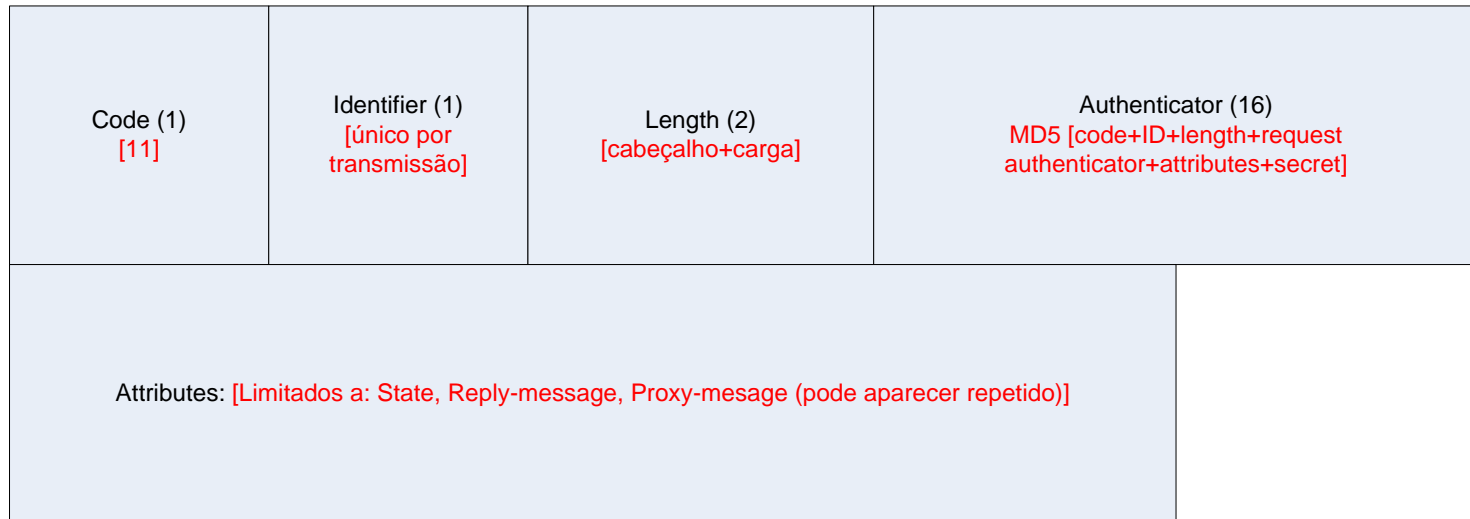 Code (1)
[11]
Identifier (1)
[único por
transmissão]
Length (2)
[cabeçalho+carga]
Authenticator (16)
MD5 [code+ID+length+request
authenticator+attributes+secret]
Attributes: [Limitados a: State, Reply-message, Proxy-mesage (pode aparecer repetido)]